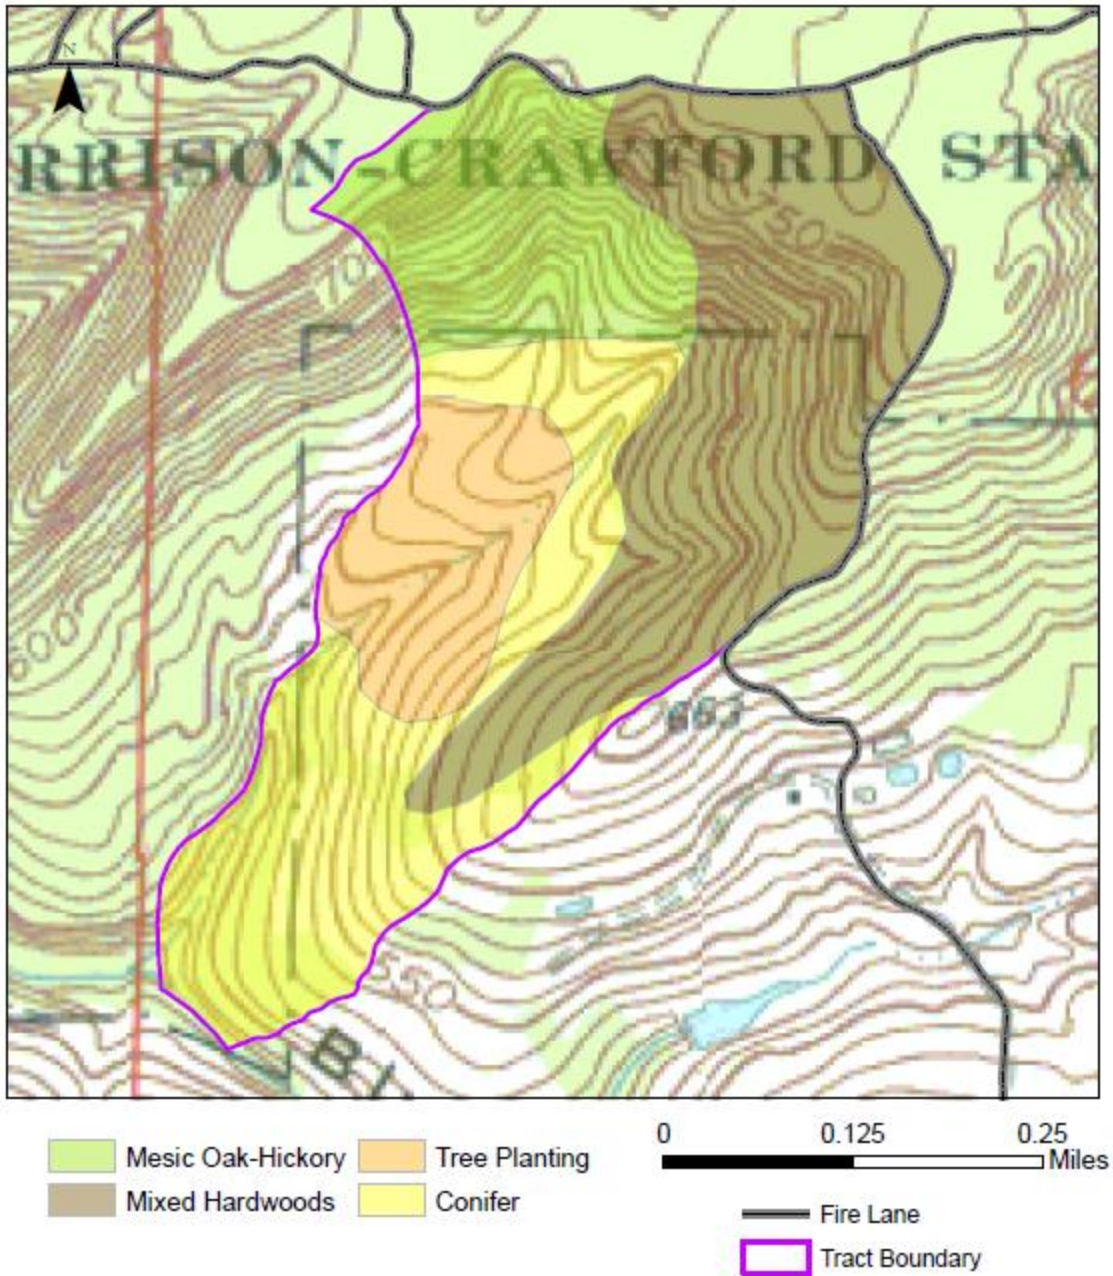 N
RRISON-CRAWFORD STA
750
700
600
663
550
BL
0 0.125 0.25
Miles
Mesic Oak-Hickory
Tree Planting
Mixed Hardwoods
Conifer
Fire Lane
Tract Boundary